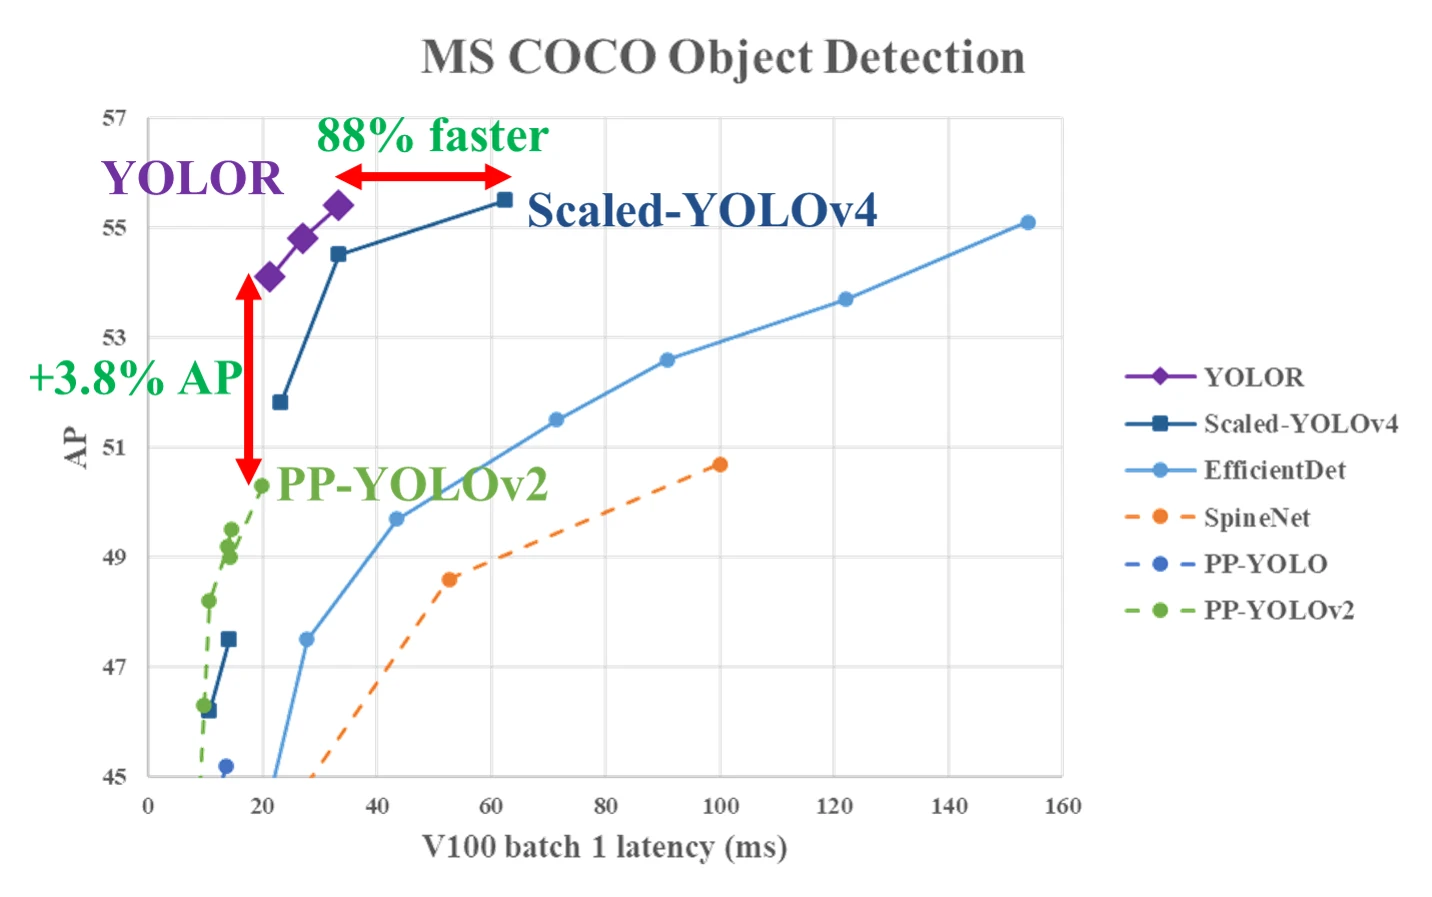 MS COCO Object Detection
57
55
53
51
49
47
45
AP
88% faster
YOLOR
Scaled-YOLOv4
+3.8% AP
PP-YOLOv2
0 20 40 60 80 100 120 140 160
V100 batch 1 latency (ms)
YOLOR
Scaled-YOLOv4
EfficientDet
SpineNet
PP-YOLO
PP-YOLOv2